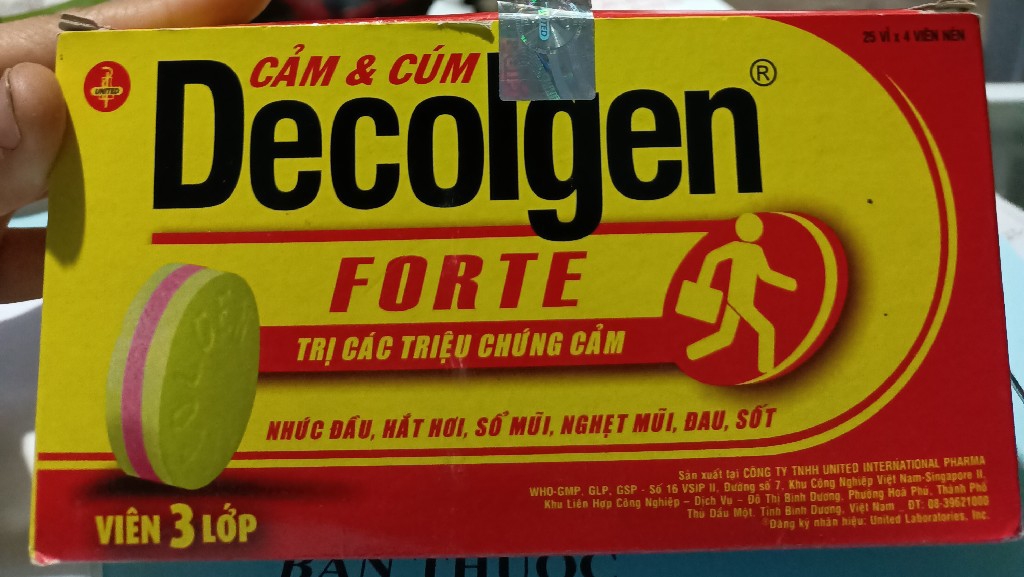 25 VỈ x 4 VIÊN NÉN
UNITED
CẢM & CÚM
Decolgen®
FORTE
TRỊ CÁC TRIỆU CHỨNG CẢM
NHỨC ĐẦU, HẮT HƠI, SỔ MŨI, NGHẸT MŨI, ĐAU, SỐT
VIÊN 3 LỚP
Sản xuất tại CÔNG TY TNHH UNITED INTERNATIONAL PHARMA
WHO-GMP, GLP, GSP - Số 16 VSIP II, Đường số 7, Khu Công Nghiệp Việt Nam-Singapore II,
Khu Liên Hợp Công Nghiệp – Dịch Vụ – Đô Thị Bình Dương, Phường Hoà Phú, Thành Phố
Thủ Dầu Một, Tỉnh Bình Dương, Việt Nam _ ĐT: 08-39621000
Đăng ký nhãn hiệu: United Laboratories, Inc.
BÁN THUỐC